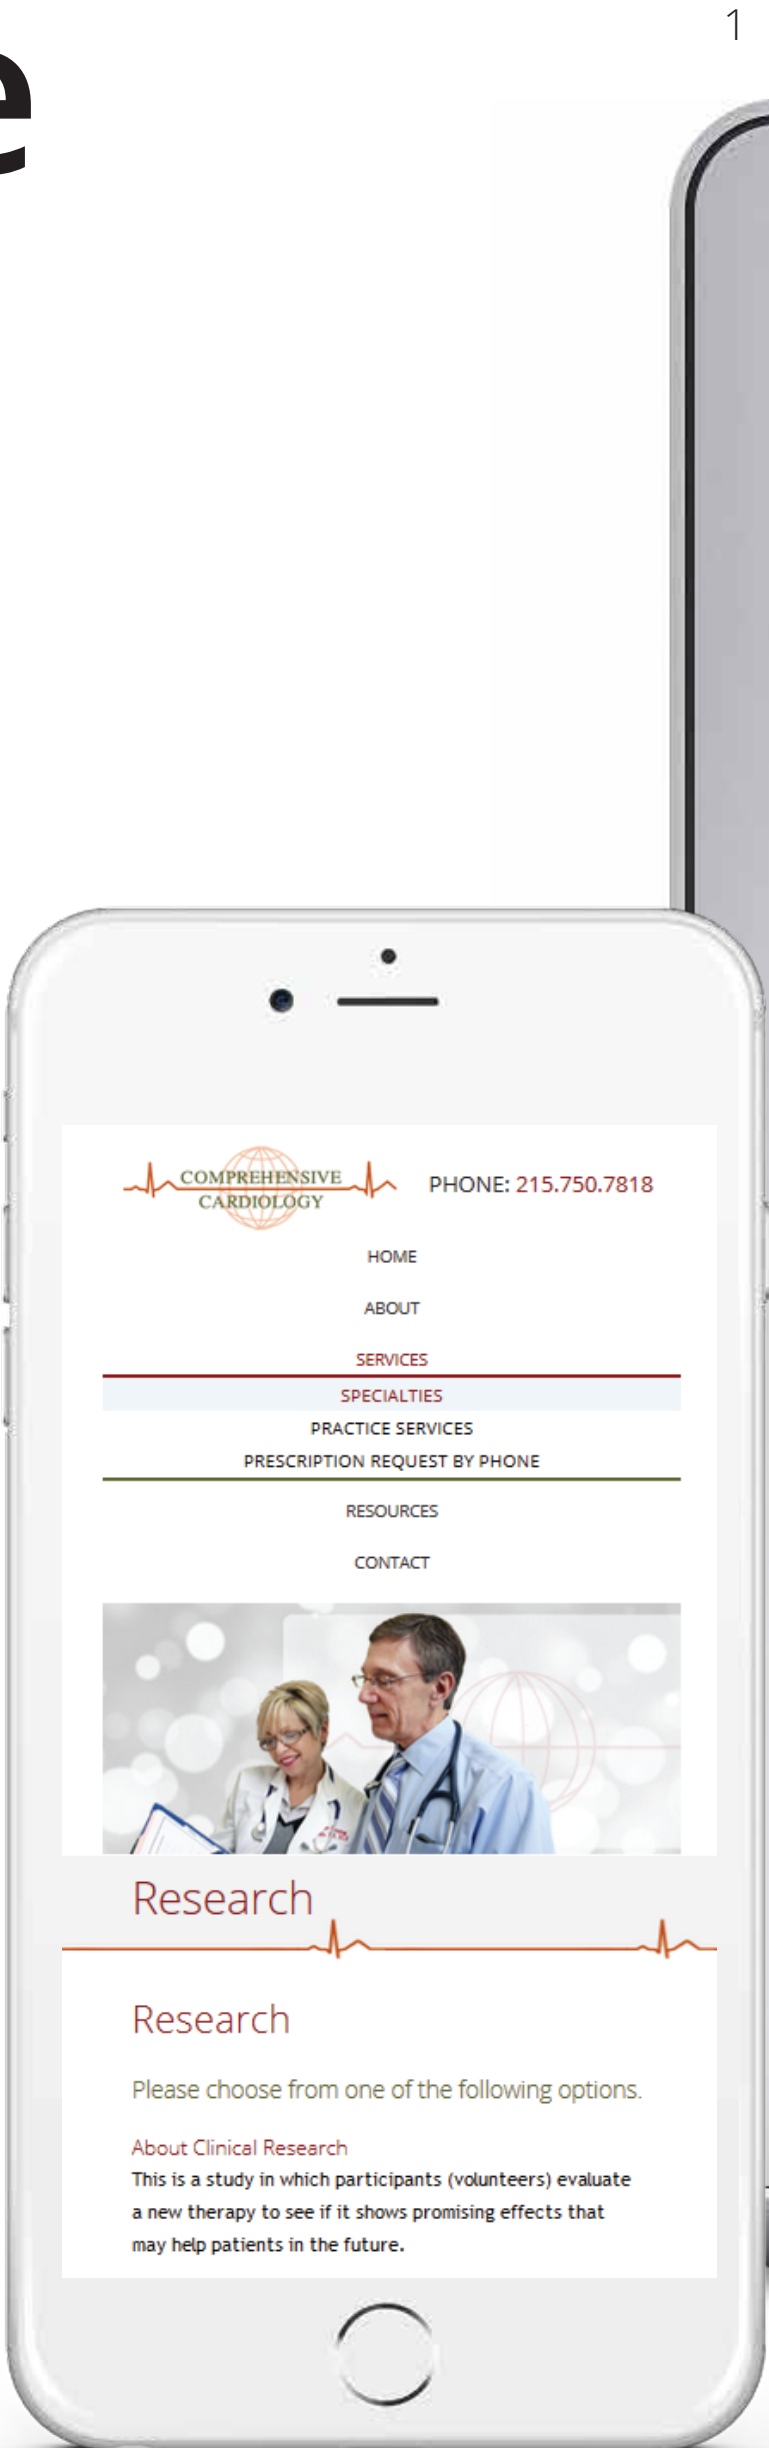 1
e
COMPREHENSIVE
CARDIOLOGY
PHONE: 215.750.7818
HOME
ABOUT
SERVICES
SPECIALTIES
PRACTICE SERVICES
PRESCRIPTION REQUEST BY PHONE
RESOURCES
CONTACT
Research
Research
Please choose from one of the following options.
About Clinical Research
This is a study in which participants (volunteers) evaluate
a new therapy to see if it shows promising effects that
may help patients in the future.